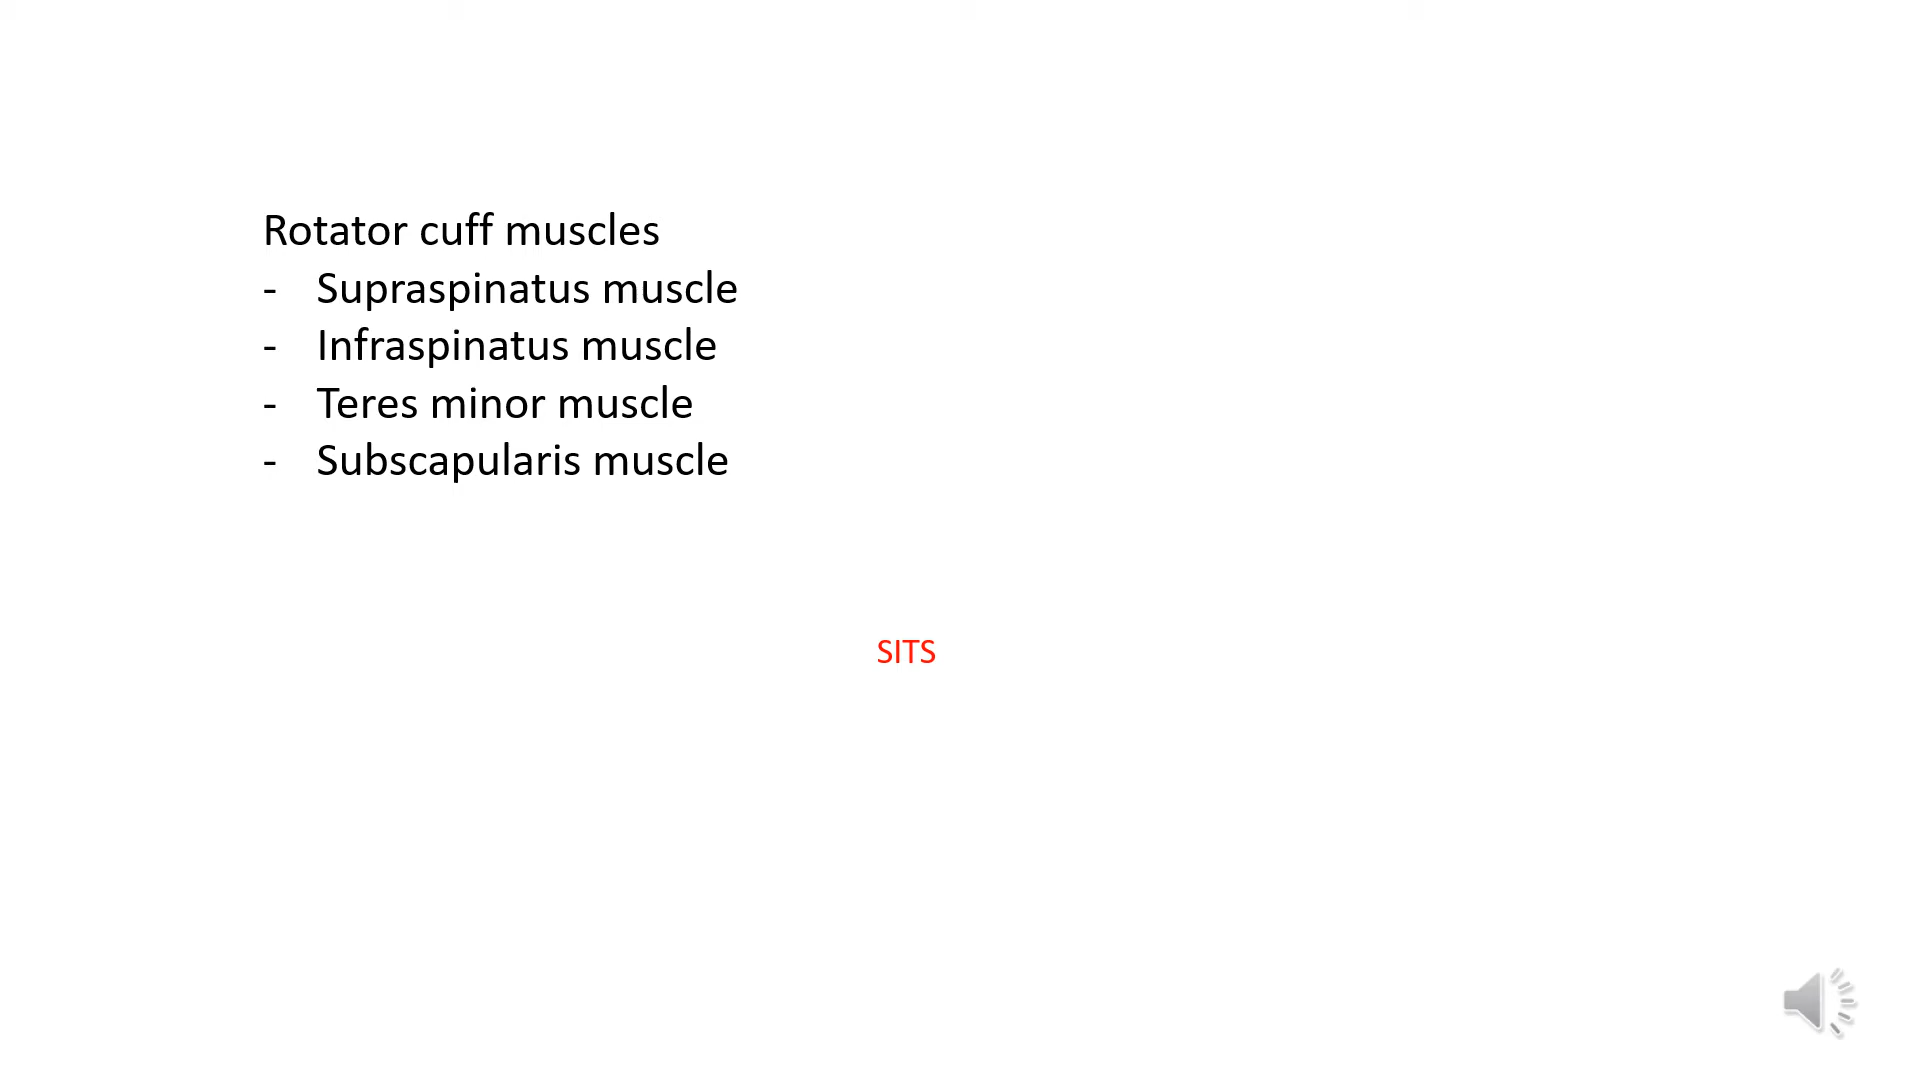 Rotator cuff muscles
- Supraspinatus muscle
- Infraspinatus muscle
- Teres minor muscle
- Subscapularis muscle
SITS